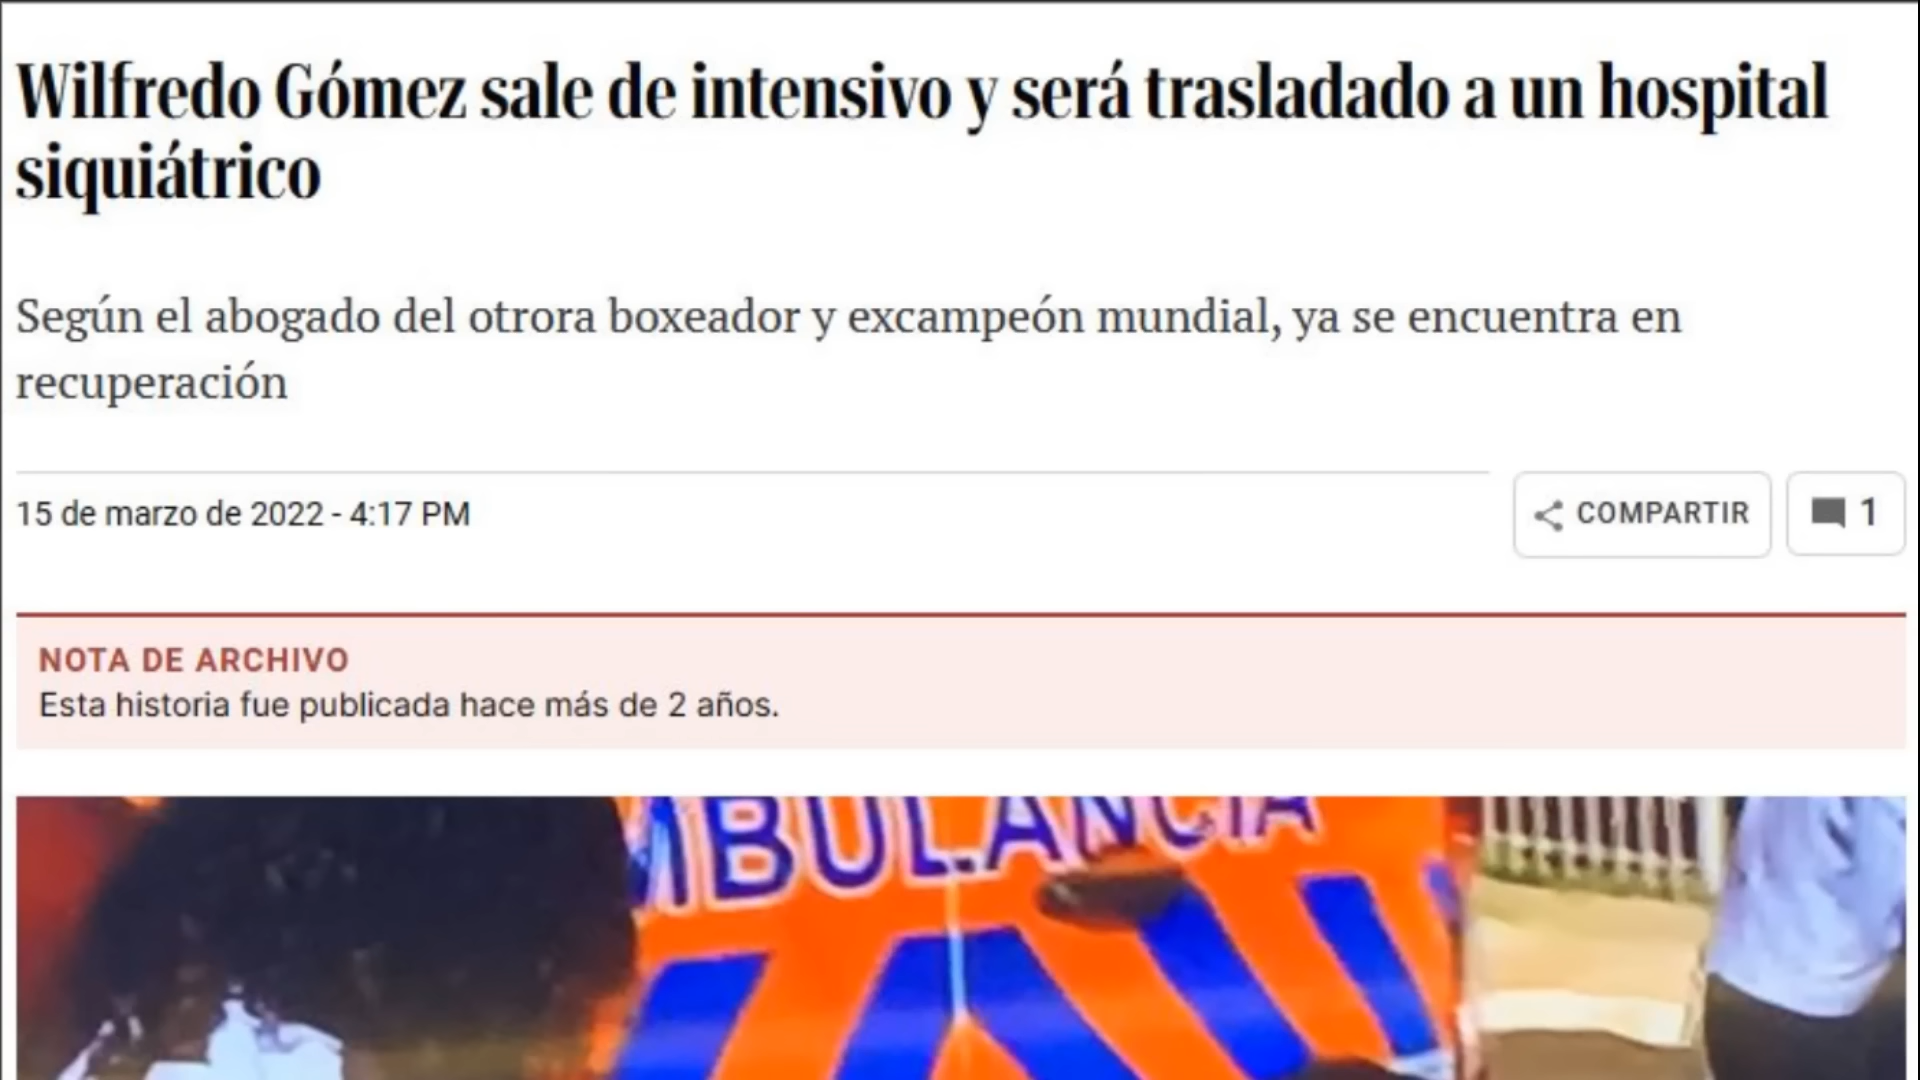 Wilfredo Gómez sale de intensivo y será trasladado a un hospital
siquiátrico
Según el abogado del otrora boxeador y excampeón mundial, ya se encuentra en
recuperación
15 de marzo de 2022 - 4:17 PM
COMPARTIR
1
NOTA DE ARCHIVO
Esta historia fue publicada hace más de 2 años.
MBULANCIA